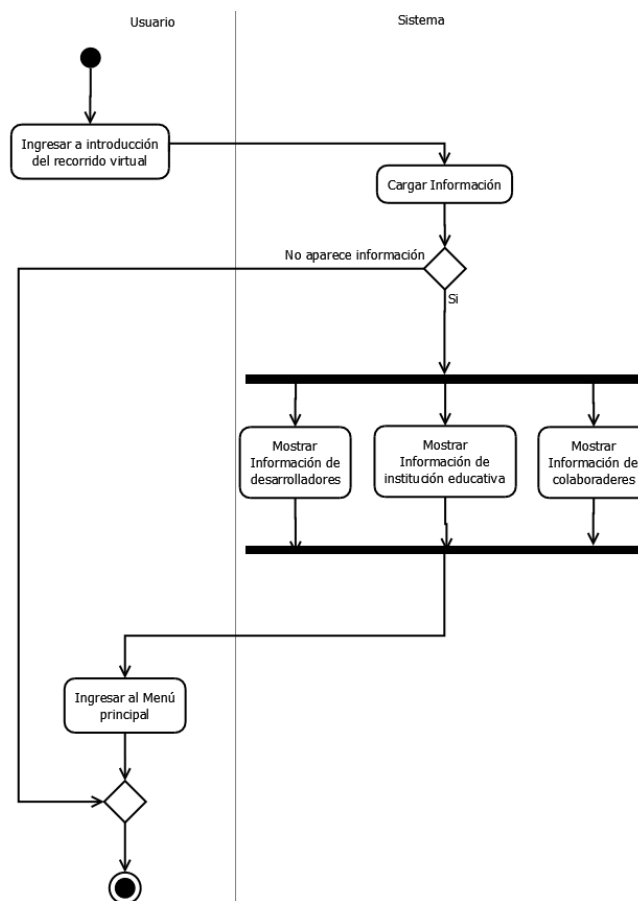 Usuario
Sistema
Ingresar a introducción
del recorrido virtual
Cargar Información
No aparece información
Si
Mostrar
Información de
desarrolladores
Mostrar
Información de
institución educativa
Mostrar
Información de
colaboraderes
Ingresar al Menú
principal